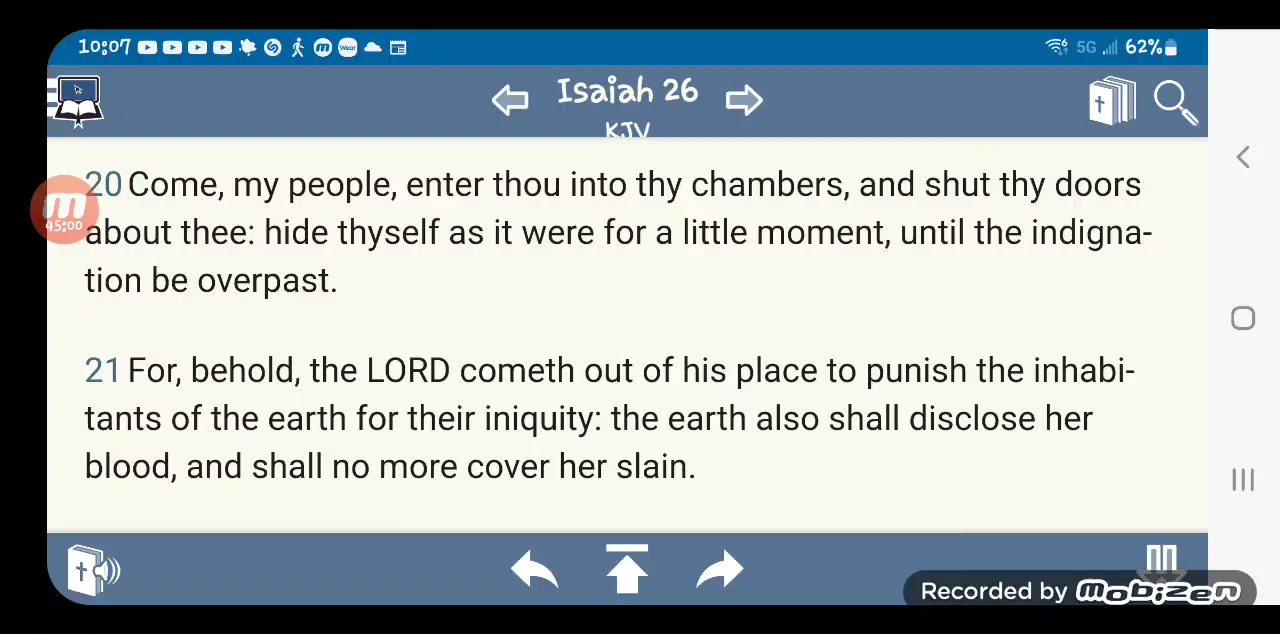 10:07 5G 62%
Isaiah 26
KJV
20 Come, my people, enter thou into thy chambers, and shut thy doors
about thee: hide thyself as it were for a little moment, until the indigna-
tion be overpast.
45:00
21 For, behold, the LORD cometh out of his place to punish the inhabi-
tants of the earth for their iniquity: the earth also shall disclose her
blood, and shall no more cover her slain.
Recorded by mobizen